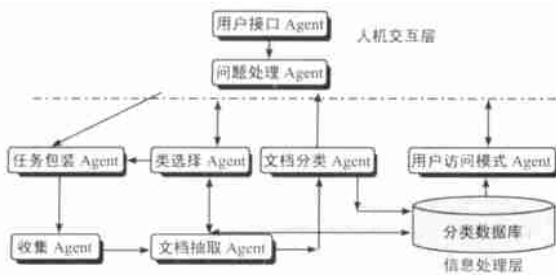 用户接口 Agent
人机交互层
问题处理 Agent
任务包装 Agent
类选择 Agent
文档分类 Agent
用户访问模式 Agent
收集 Agent
文档抽取 Agent
分类数据库
信息处理层